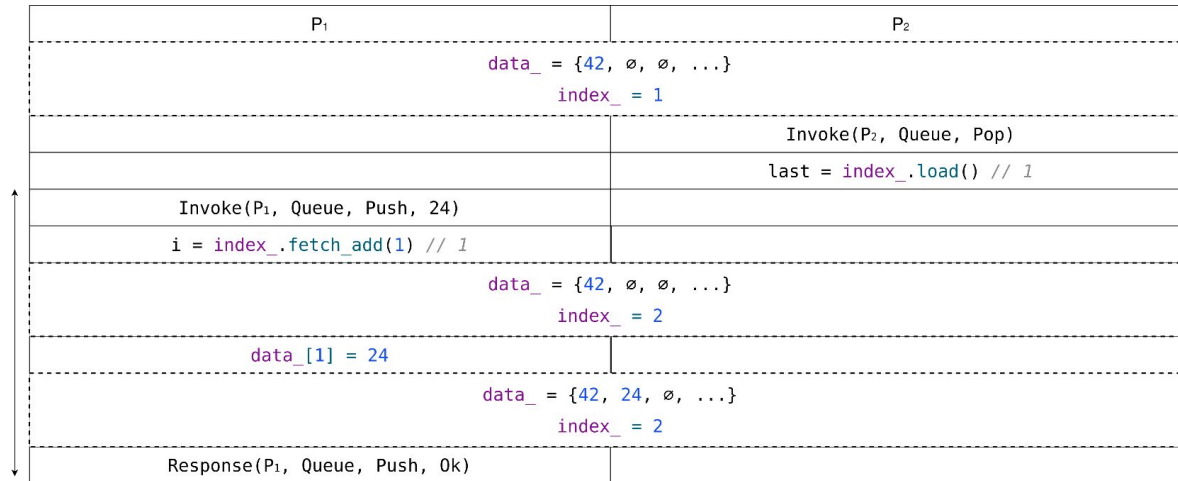 P₁ P₂
data_ = {42, ∅, ∅, ...}
index_ = 1
Invoke(P₂, Queue, Pop)
last = index_.load() // 1
Invoke(P₁, Queue, Push, 24)
i = index_.fetch_add(1) // 1
data_ = {42, ∅, ∅, ...}
index_ = 2
data_[1] = 24
data_ = {42, 24, ∅, ...}
index_ = 2
Response(P₁, Queue, Push, Ok)